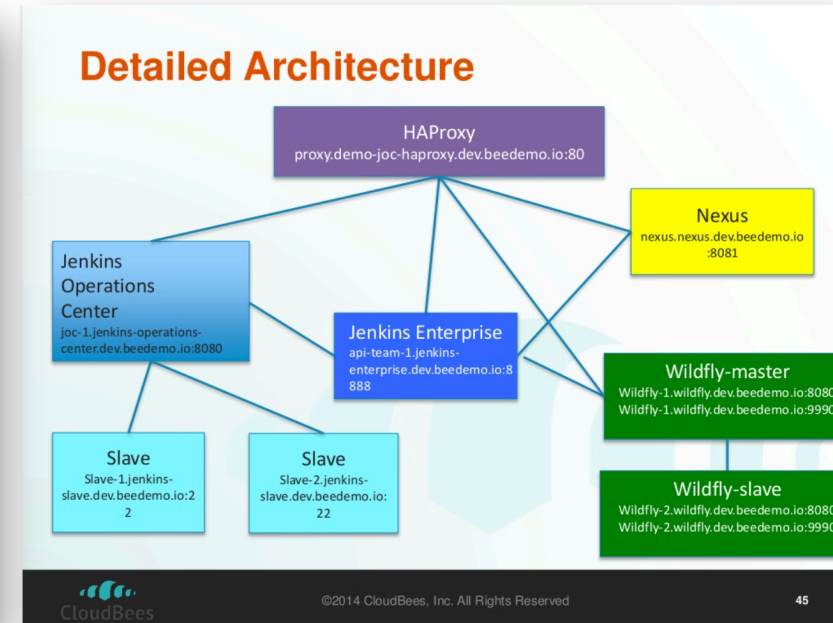 Detailed Architecture
HAProxy
proxy.demo-joc-haproxy.dev.beedemo.io:80
Nexus
nexus.nexus.dev.beedemo.io
:8081
Jenkins
Operations
Center
joc-1.jenkins-operations-
center.dev.beedemo.io:8080
Jenkins Enterprise
api-team-1.jenkins-
enterprise.dev.beedemo.io:8
888
Wildfly-master
Wildfly-1.wildfly.dev.beedemo.io:8080
Wildfly-1.wildfly.dev.beedemo.io:9990
Slave
Slave-1.jenkins-
slave.dev.beedemo.io:2
2
Slave
Slave-2.jenkins-
slave.dev.beedemo.io:
22
Wildfly-slave
Wildfly-2.wildfly.dev.beedemo.io:8080
Wildfly-2.wildfly.dev.beedemo.io:9990
CloudBees
©2014 CloudBees, Inc. All Rights Reserved
45